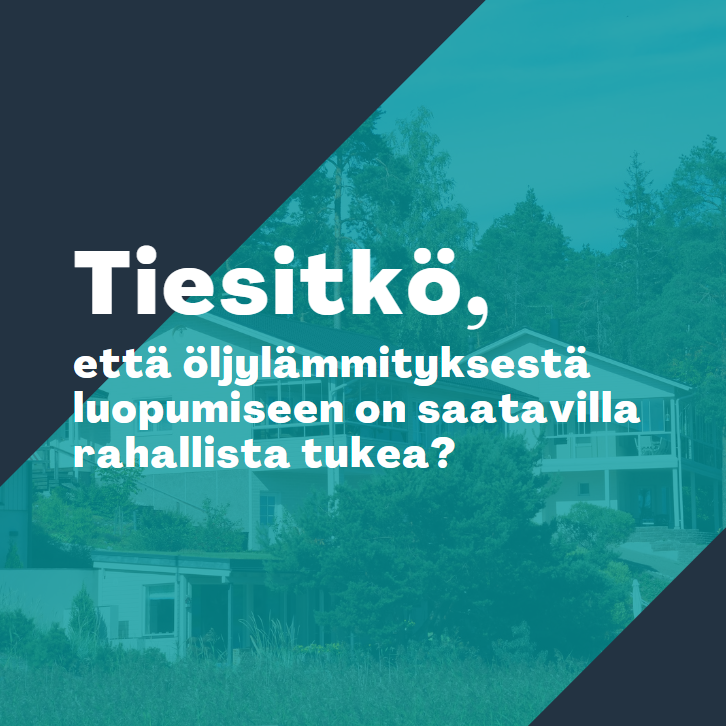 Tiesitkö,
että öljylämmityksestä
luopumiseen on saatavilla
rahallista tukea?